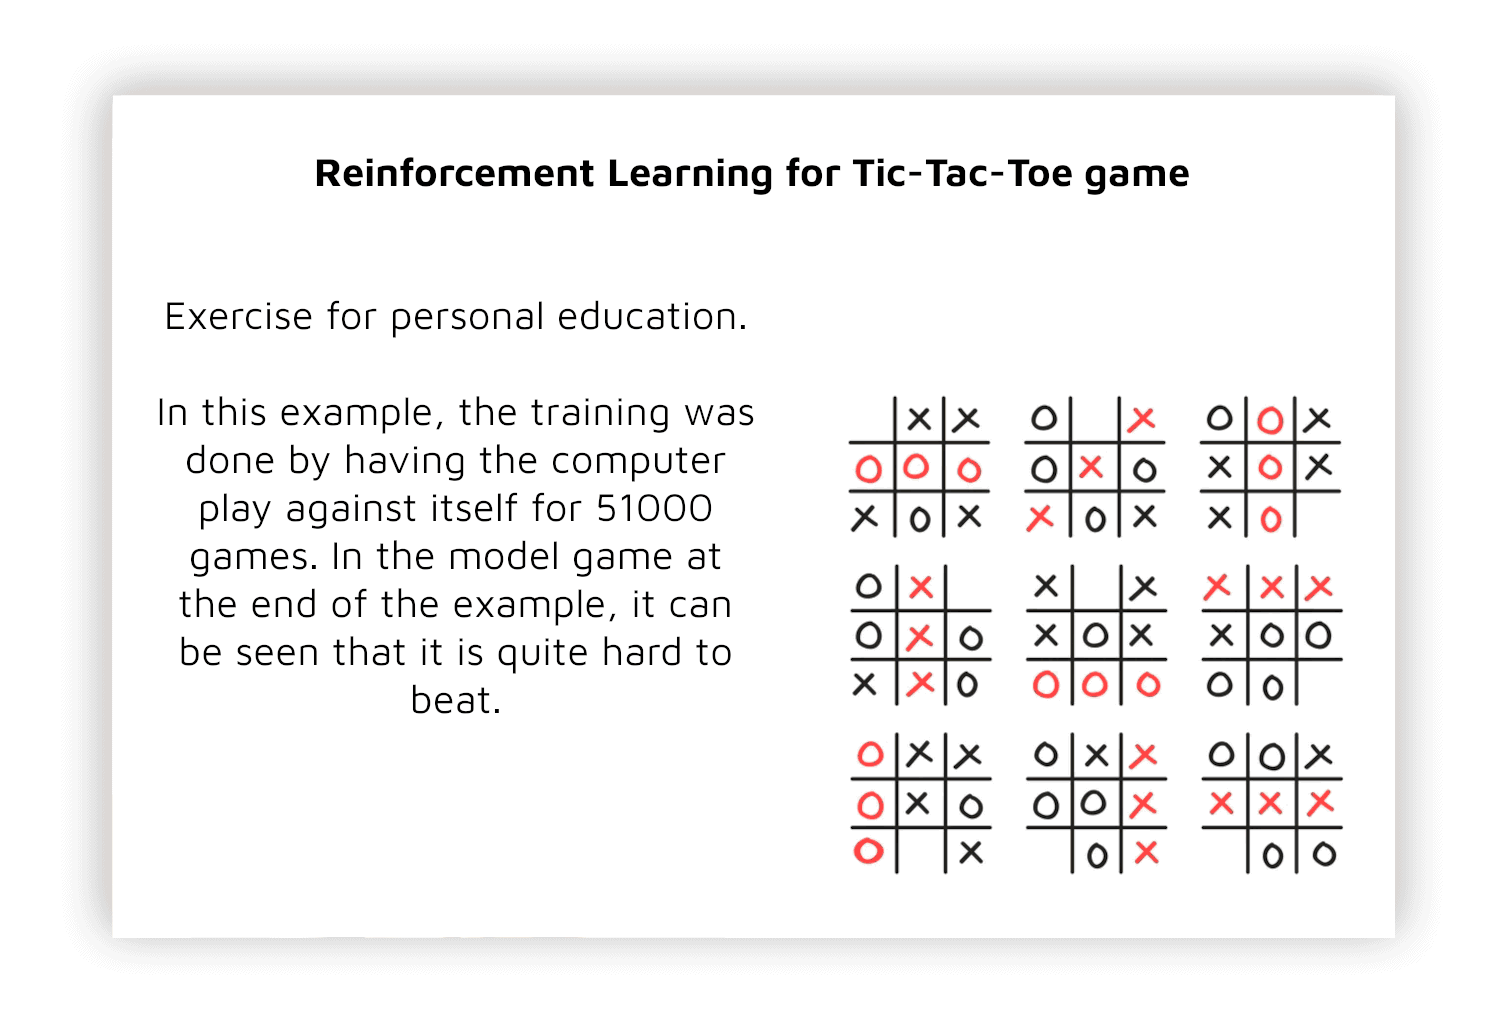 Reinforcement Learning for Tic-Tac-Toe game
Exercise for personal education.
In this example, the training was
done by having the computer
play against itself for 51000
games. In the model game at
the end of the example, it can
be seen that it is quite hard to
beat.
X X O X O O X
O O O O X O X O X
X O X X O X X O
O X X X X X X
O X O X O X X O O
X X O O O O O O
O X X O X X O O X
O X O O O X X X X
O X O X O O